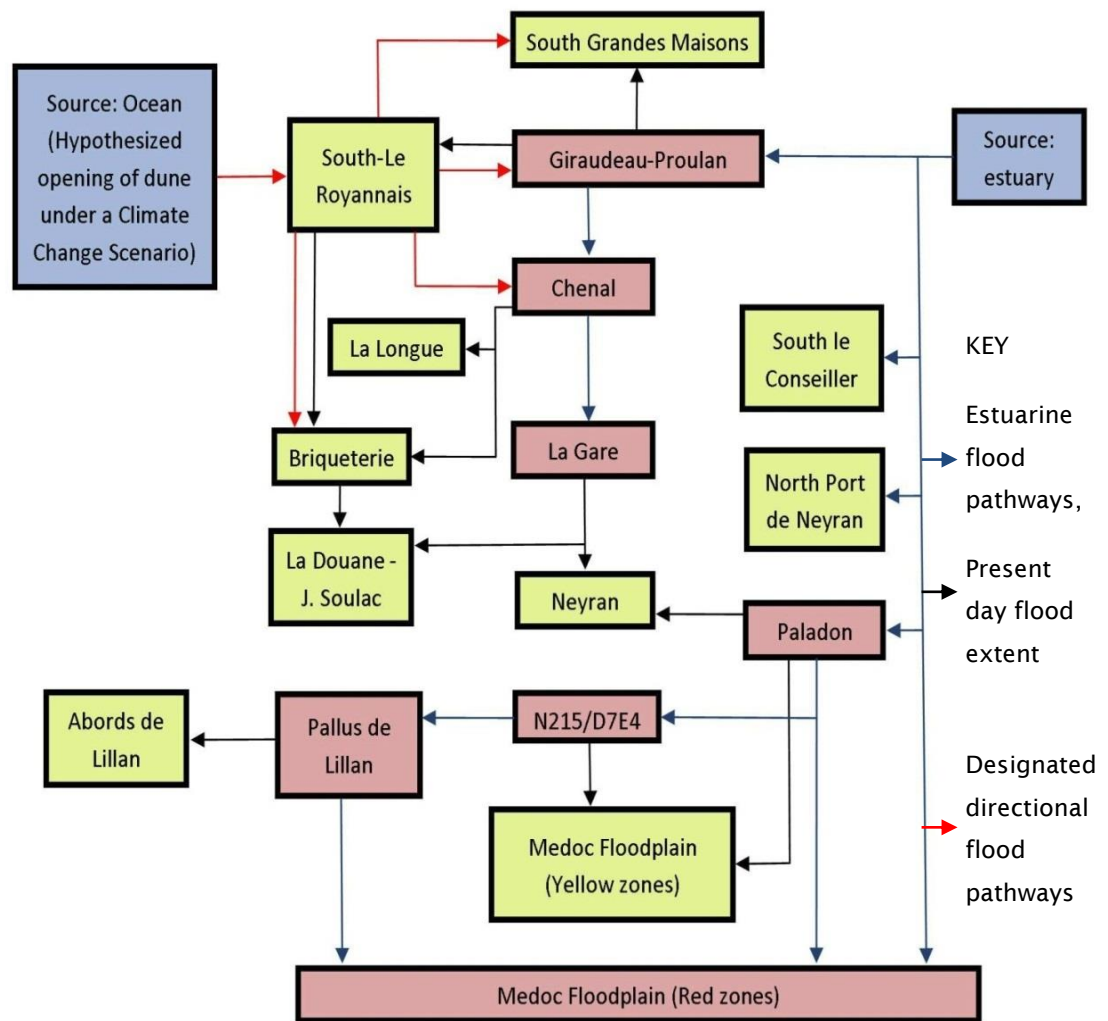 South Grandes Maisons
Source: Ocean
(Hypothesized
opening of dune
under a Climate
Change Scenario)
South-Le
Royannais
Giraudeau-Proulan
Source:
estuary
Chenal
La Longue
South le
Conseiller
Briqueterie
La Gare
North Port
de Neyran
La Douane -
J. Soulac
Neyran
Paladon
Abords de
Lillan
Pallus de
Lillan
N215/D7E4
Medoc Floodplain
(Yellow zones)
Medoc Floodplain (Red zones)
KEY
Estuarine
flood
pathways,
Present
day flood
extent
Designated
directional
flood
pathways